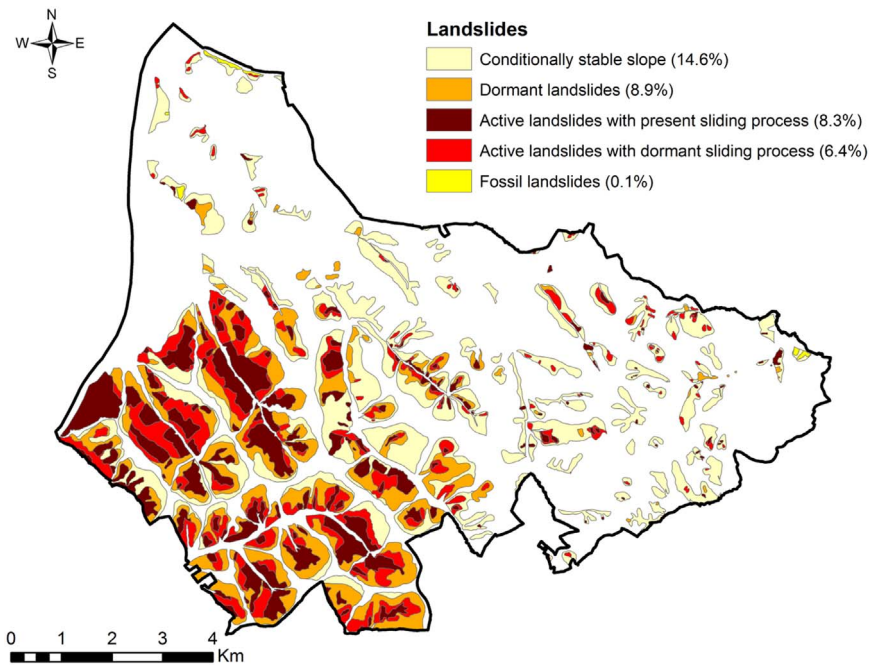 N
W E
S
Landslides
Conditionally stable slope (14.6%)
Dormant landslides (8.9%)
Active landslides with present sliding process (8.3%)
Active landslides with dormant sliding process (6.4%)
Fossil landslides (0.1%)
0 1 2 3 4
Km